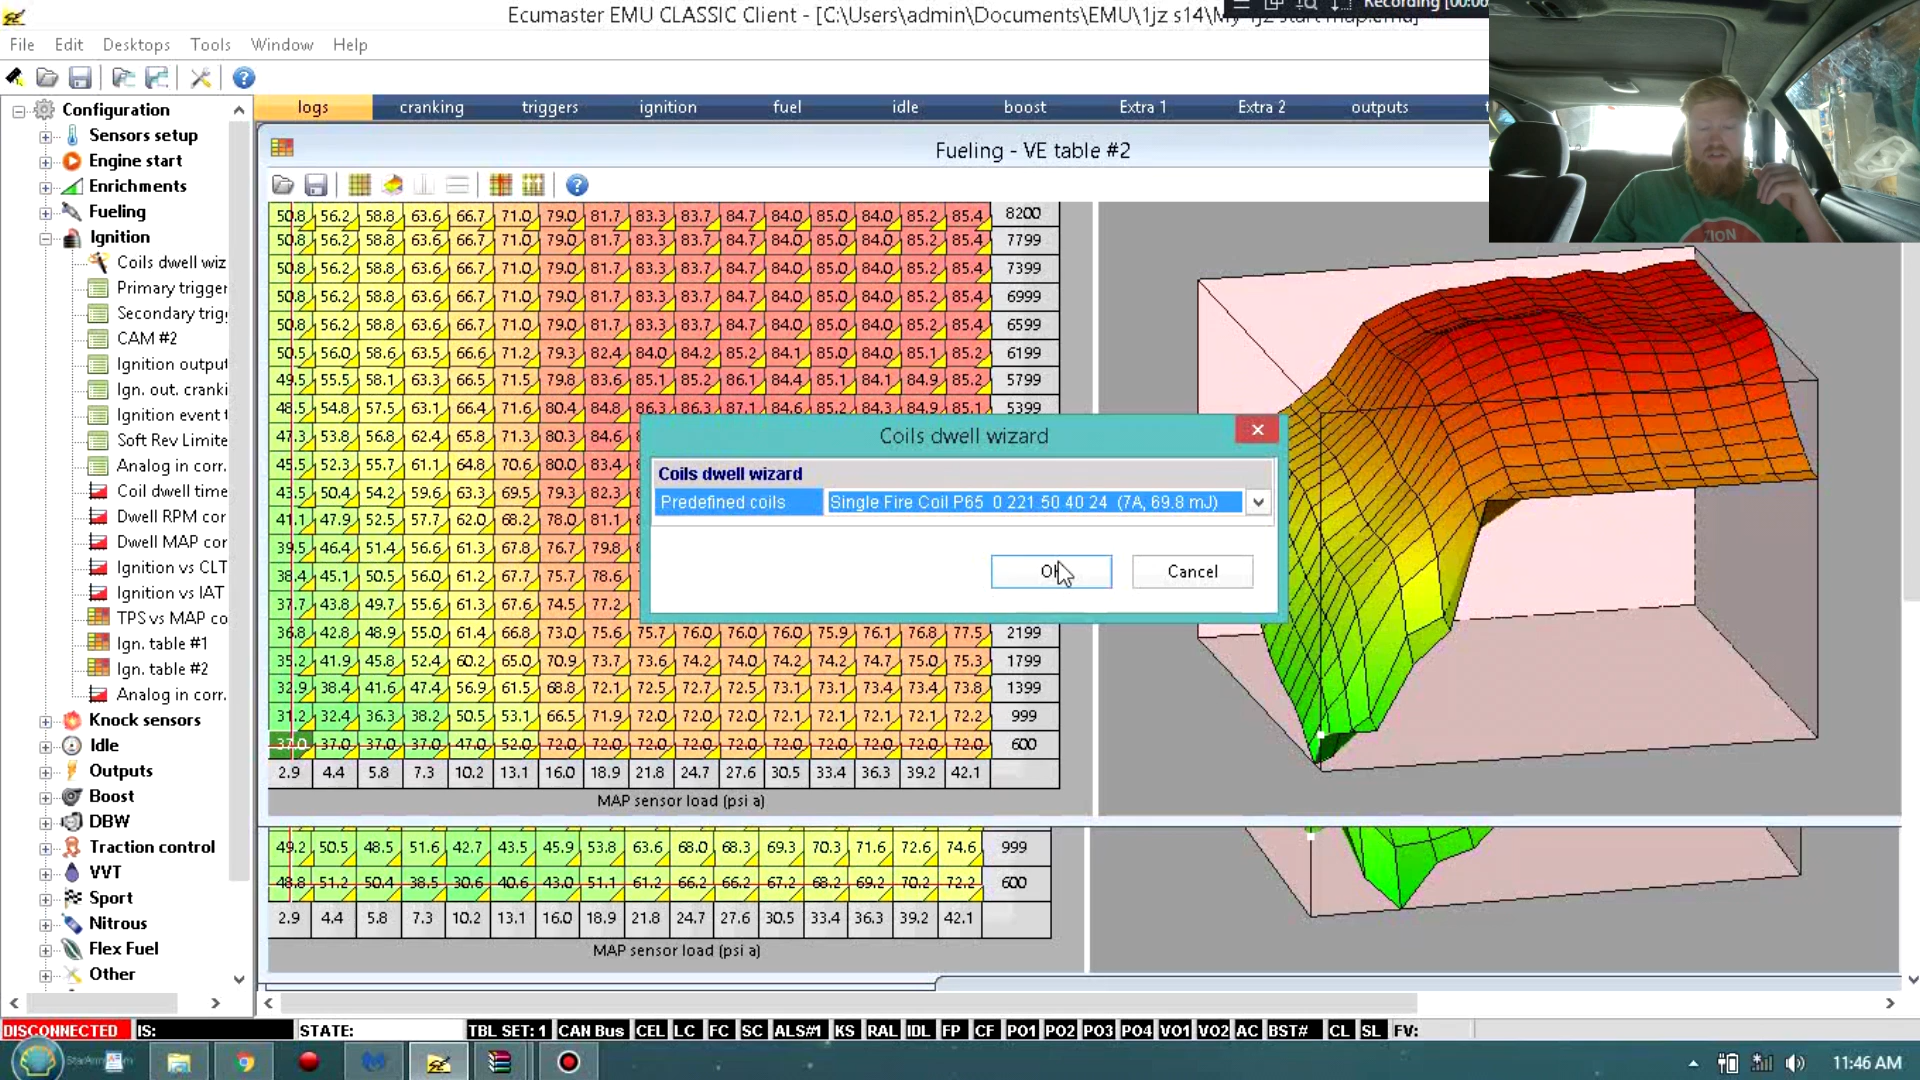 Ecumaster EMU CLASSIC Client - [C:\Users\admin\Documents\EMU\1jz s14\My 1jz start map.emu]
Recording [00:06
File Edit Desktops Tools Window Help
Configuration
Sensors setup
Engine start
Enrichments
Fueling
Ignition
Coils dwell wiz
Primary trigger
Secondary trig
CAM #2
Ignition output
Ign. out. cranki
Ignition event t
Soft Rev Limite
Analog in corr.
Coil dwell time
Dwell RPM cor
Dwell MAP cor
Ignition vs CLT
Ignition vs IAT
TPS vs MAP co
Ign. table #1
Ign. table #2
Analog in corr.
Knock sensors
Idle
Outputs
Boost
DBW
Traction control
VVT
Sport
Nitrous
Flex Fuel
Other
logs cranking triggers ignition fuel idle boost Extra 1 Extra 2 outputs
Fueling - VE table #2
50.8 56.2 58.8 63.6 66.7 71.0 79.0 81.7 83.3 83.7 84.7 84.0 85.0 84.0 85.2 85.4 8200
50.8 56.2 58.8 63.6 66.7 71.0 79.0 81.7 83.3 83.7 84.7 84.0 85.0 84.0 85.2 85.4 7799
50.8 56.2 58.8 63.6 66.7 71.0 79.0 81.7 83.3 83.7 84.7 84.0 85.0 84.0 85.2 85.4 7399
50.8 56.2 58.8 63.6 66.7 71.0 79.0 81.7 83.3 83.7 84.7 84.0 85.0 84.0 85.2 85.4 6999
50.8 56.2 58.8 63.6 66.7 71.0 79.0 81.7 83.3 83.7 84.7 84.0 85.0 84.0 85.2 85.4 6599
50.5 56.0 58.6 63.5 66.6 71.2 79.3 82.4 84.0 84.2 85.2 84.1 85.0 84.0 85.1 85.2 6199
49.5 55.5 58.1 63.3 66.5 71.5 79.8 83.6 85.1 85.2 86.1 84.4 85.1 84.1 84.9 85.2 5799
48.5 54.8 57.5 63.1 66.4 71.6 80.4 84.8 86.3 86.3 87.1 84.6 85.2 84.3 84.9 85.1 5399
47.3 53.8 56.8 62.4 65.8 71.3 80.3 84.6
45.5 52.3 55.7 61.1 64.8 70.6 80.0 83.4
43.5 50.4 54.2 59.6 63.3 69.5 79.3 82.3
41.1 47.9 52.5 57.7 62.0 68.2 78.0 81.1
39.5 46.4 51.4 56.6 61.3 67.8 76.7 79.8
38.4 45.1 50.5 56.0 61.2 67.7 75.7 78.6
37.7 43.8 49.7 55.6 61.3 67.6 74.5 77.2
36.8 42.8 48.9 55.0 61.4 66.8 73.0 75.6 75.7 76.0 76.0 76.0 75.9 76.1 76.8 77.5 2199
35.2 41.9 45.8 52.4 60.2 65.0 70.9 73.7 73.6 74.2 74.0 74.2 74.2 74.7 75.0 75.3 1799
32.9 38.4 41.6 47.4 56.9 61.5 68.8 72.1 72.5 72.7 72.5 73.1 73.1 73.4 73.4 73.8 1399
31.2 32.4 36.3 38.2 50.5 53.1 66.5 71.9 72.0 72.0 72.0 72.1 72.1 72.1 72.1 72.2 999
37.0 37.0 37.0 37.0 47.0 52.0 72.0 72.0 72.0 72.0 72.0 72.0 72.0 72.0 72.0 72.0 600
2.9 4.4 5.8 7.3 10.2 13.1 16.0 18.9 21.8 24.7 27.6 30.5 33.4 36.3 39.2 42.1
MAP sensor load (psi a)
Coils dwell wizard
Coils dwell wizard
Predefined coils Single Fire Coil P65 0 221 50 40 24 (7A, 69.8 mJ)
OK Cancel
49.2 50.5 48.5 51.6 42.7 43.5 45.9 53.8 63.6 68.0 68.3 69.3 70.3 71.6 72.6 74.6 999
48.8 51.2 50.4 38.5 30.6 40.6 43.0 51.1 61.2 66.2 66.2 67.2 68.2 69.2 70.2 72.2 600
2.9 4.4 5.8 7.3 10.2 13.1 16.0 18.9 21.8 24.7 27.6 30.5 33.4 36.3 39.2 42.1
MAP sensor load (psi a)
DISCONNECTED IS: STATE: TBL SET: 1 CAN Bus CEL LC FC SC ALS#1 KS RAL IDL FP CF PO1 PO2 PO3 PO4 VO1 VO2 AC BST# CL SL FV:
11:46 AM